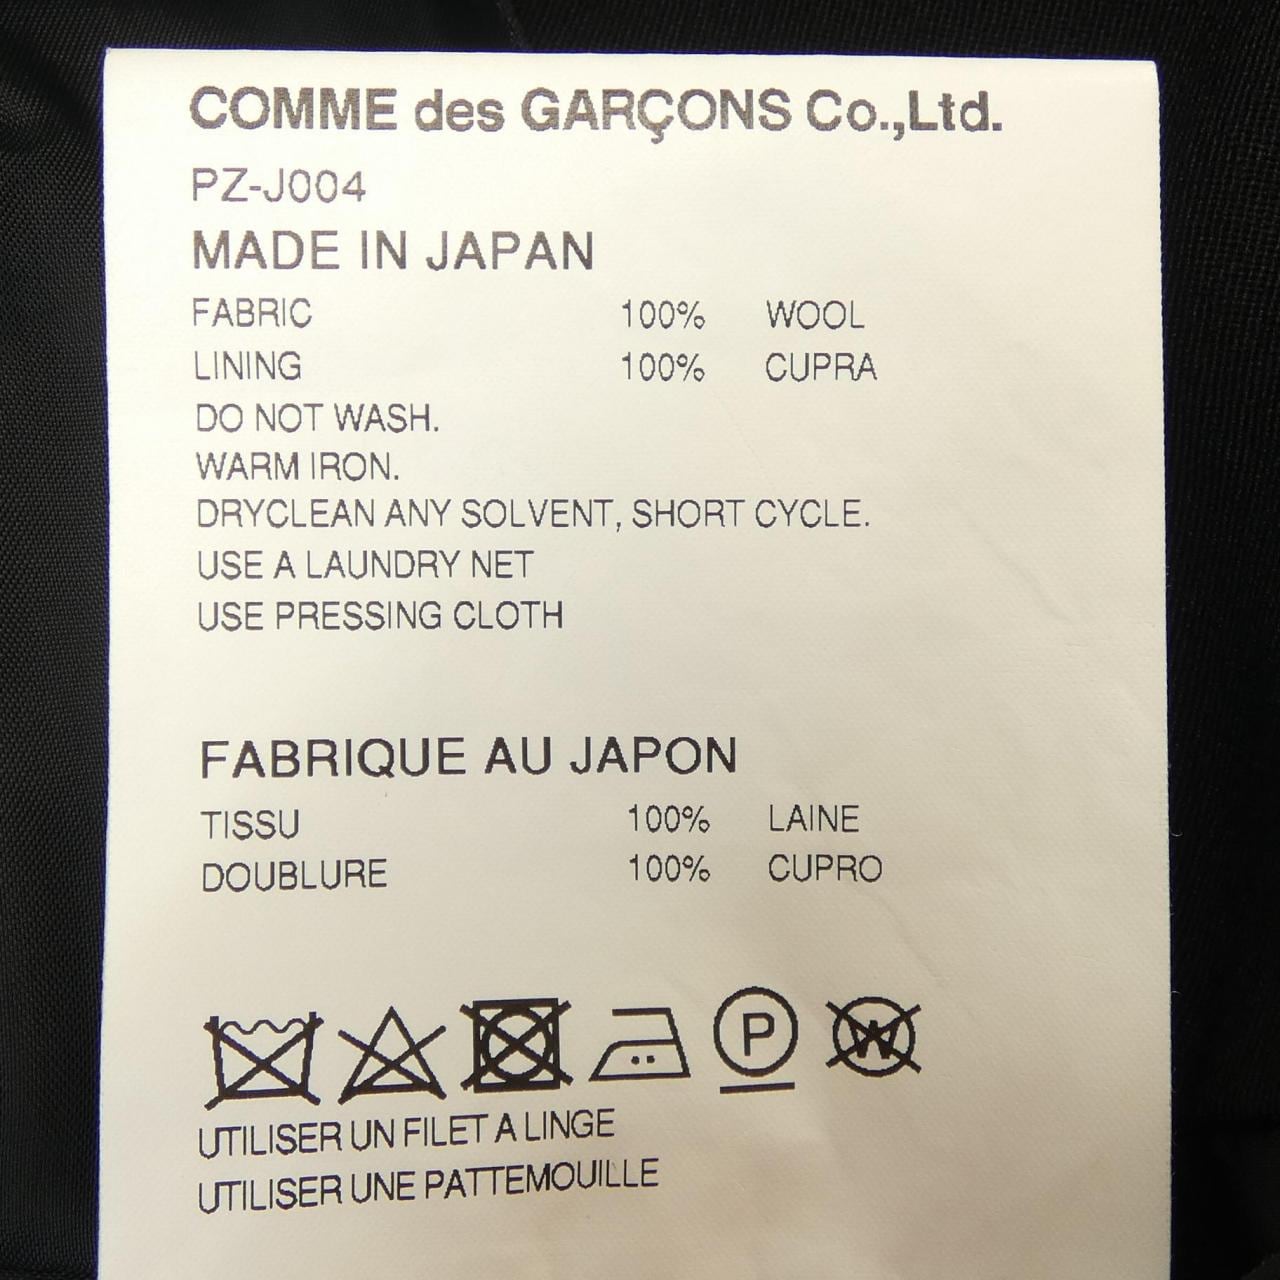 COMME des GARÇONS Co.,Ltd.
PZ-J004
MADE IN JAPAN
FABRIC 100% WOOL
LINING 100% CUPRA
DO NOT WASH.
WARM IRON.
DRYCLEAN ANY SOLVENT, SHORT CYCLE.
USE A LAUNDRY NET
USE PRESSING CLOTH
FABRIQUE AU JAPON
TISSU 100% LAINE
DOUBLURE 100% CUPRO
P W
UTILISER UN FILET A LINGE
UTILISER UNE PATTEMOUILLE